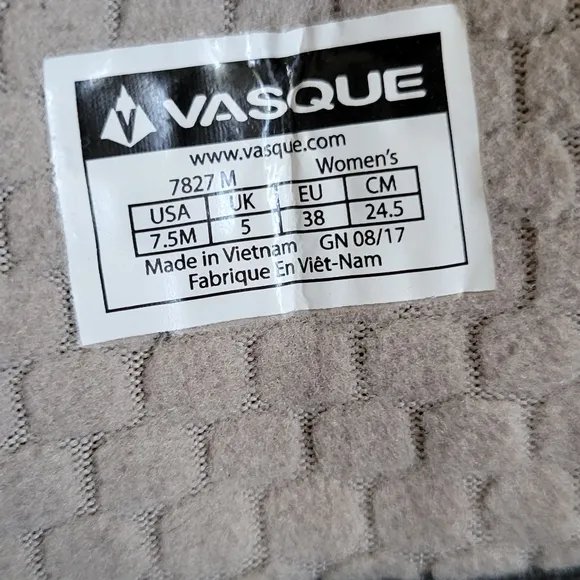 VASQUE
www.vasque.com
7827 M Women's
USA UK EU CM
7.5M 5 38 24.5
Made in Vietnam GN 08/17
Fabrique En Viêt-Nam